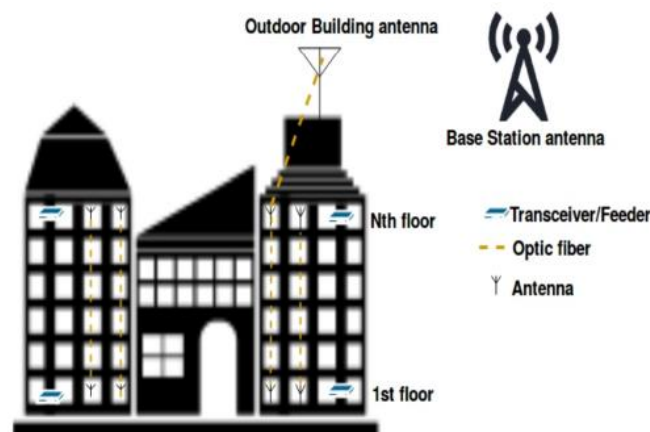 Outdoor Building antenna
Base Station antenna
Nth floor
Transceiver/Feeder
Optic fiber
Antenna
1st floor